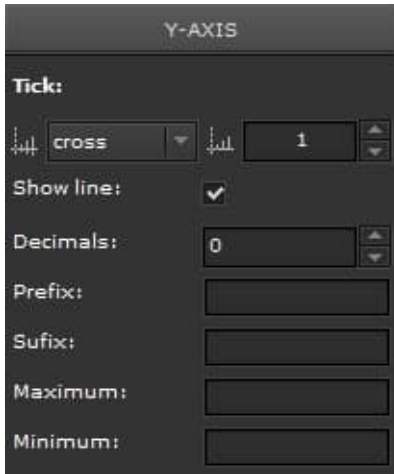 Y-AXIS
Tick:
cross 1
Show line:
Decimals: 0
Prefix:
Sufix:
Maximum:
Minimum: